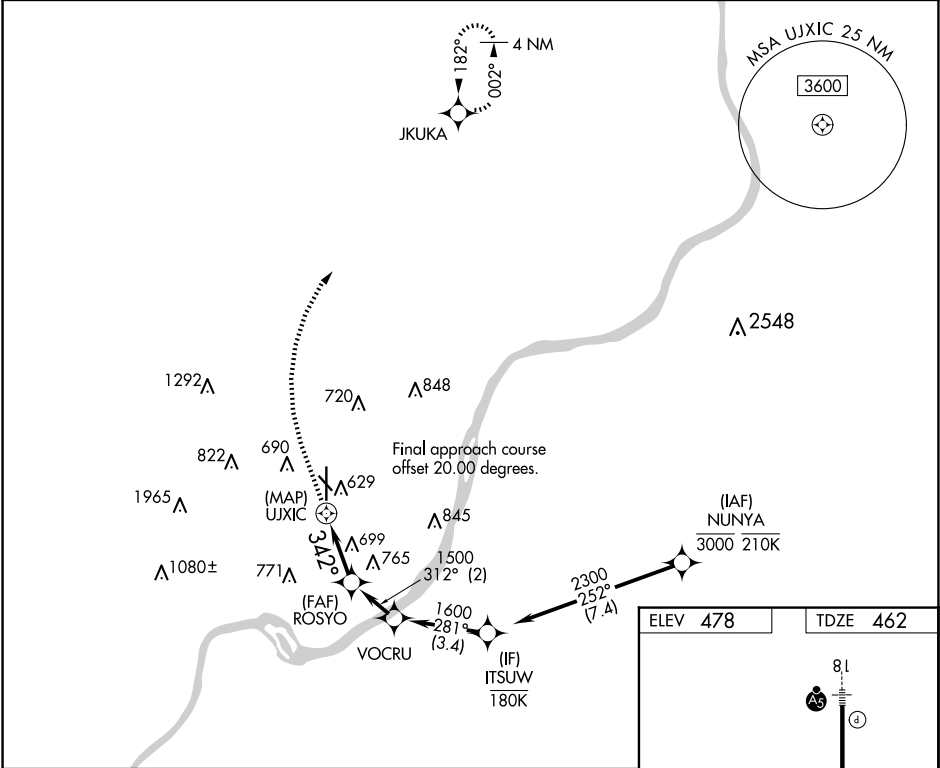 182°
002°
4 NM
JKUKA
MSA UJXIC 25 NM
3600
2548
1292
720
848
822
690
Final approach course
offset 20.00 degrees.
629
1965
(MAP)
UJXIC
845
(IAF)
NUNYA
3000 210K
342°
699
765
1080±
771
1500
312° (2)
2300
252°
(7.4)
(FAF)
ROSYO
1600
281°
(3.4)
VOCRU
(IF)
ITSUW
180K
ELEV 478
TDZE 462
18
A5
P